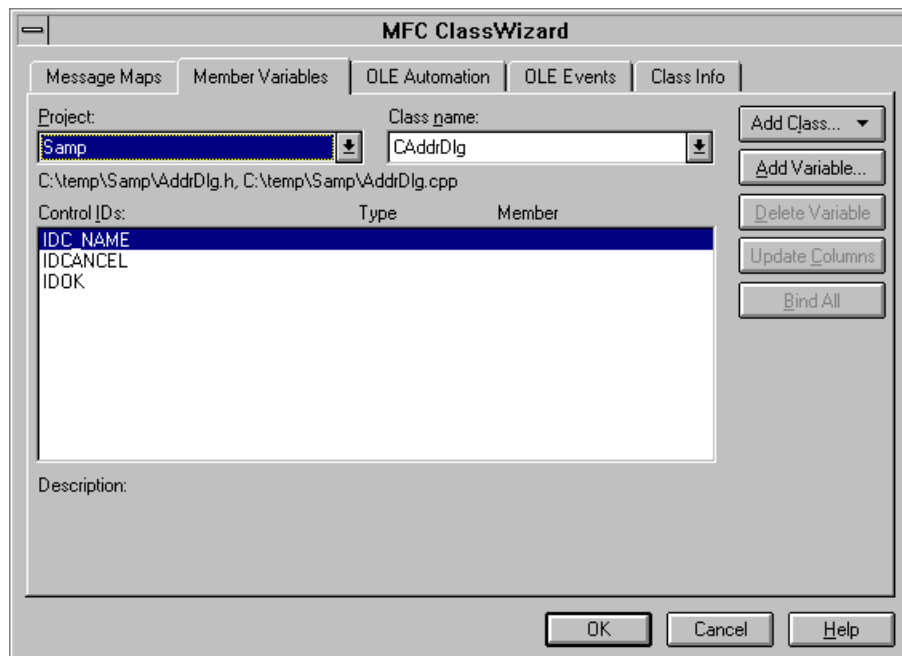 MFC ClassWizard
Message Maps Member Variables OLE Automation OLE Events Class Info
Project: Class name:
Samp CAddrDlg
C:\temp\Samp\AddrDlg.h, C:\temp\Samp\AddrDlg.cpp
Control IDs: Type Member
IDC_NAME
IDCANCEL
IDOK
Description:
Add Class...
Add Variable...
Delete Variable
Update Columns
Bind All
OK Cancel Help